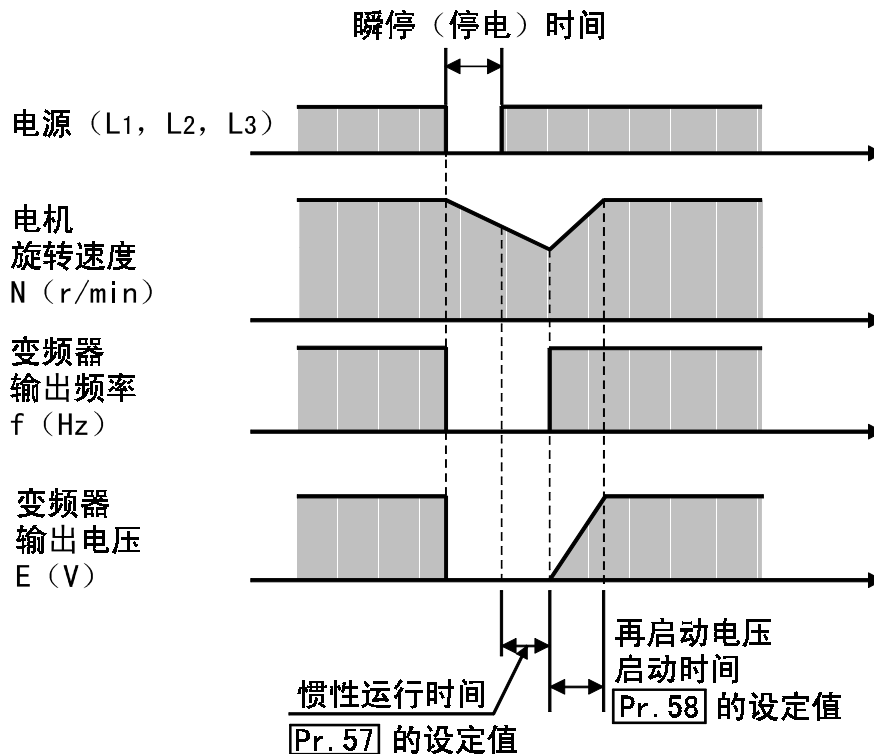 瞬停（停电）时间
电源（L1，L2，L3）
电机
旋转速度
N（r/min）
变频器
输出频率
f（Hz）
变频器
输出电压
E（V）
再启动电压
启动时间
Pr.58 的设定值
惯性运行时间
Pr.57 的设定值